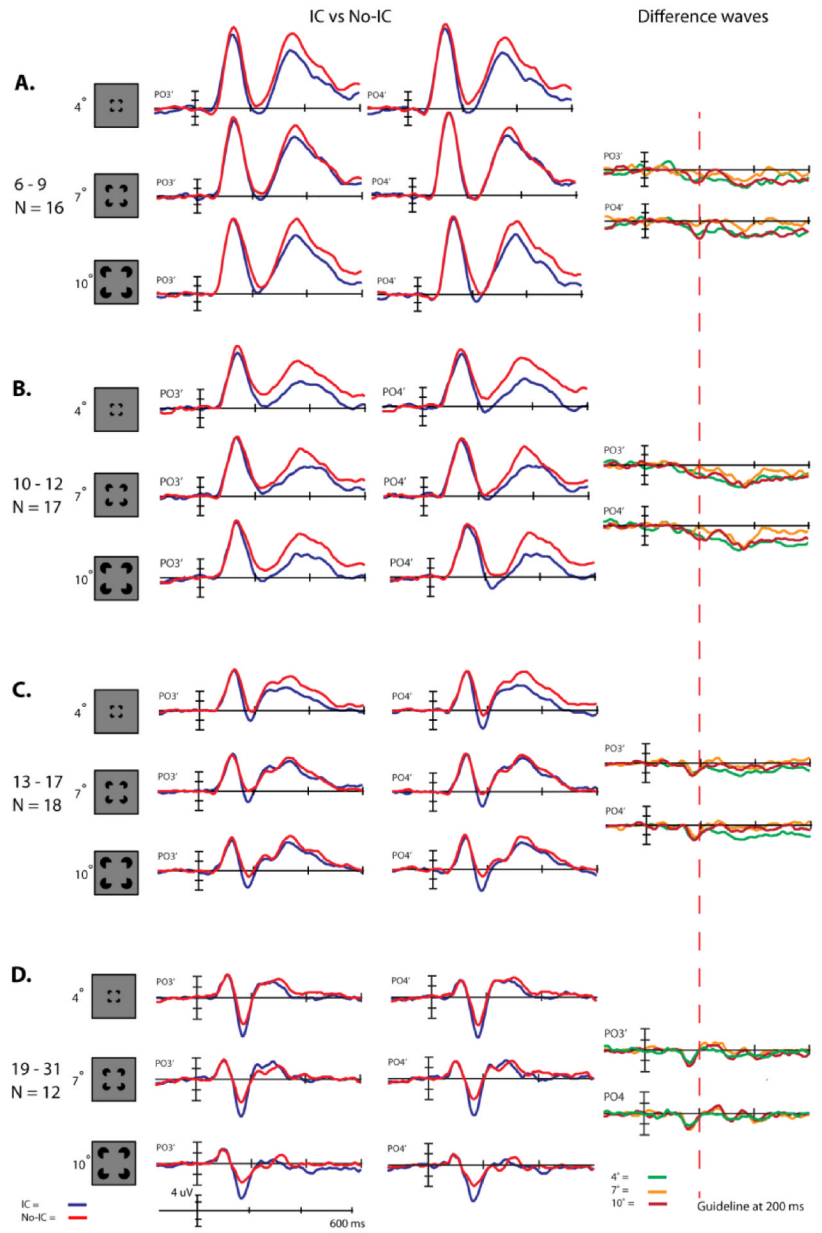 IC vs No-IC
Difference waves
A.
4°
PO3'
PO4'
6 - 9
N = 16
7°
PO3'
PO4'
PO3'
PO4'
10°
PO3'
PO4'
B.
4°
PO3'
PO4'
10 - 12
N = 17
7°
PO3'
PO4'
PO3'
PO4'
10°
PO3'
PO4'
C.
4°
PO3'
PO4'
13 - 17
N = 18
7°
PO3'
PO4'
PO3'
PO4'
10°
PO3'
PO4'
D.
4°
PO3'
PO4'
19 - 31
N = 12
7°
PO3'
PO4'
PO3'
PO4
10°
PO3'
PO4'
IC =
No-IC =
4 uV
600 ms
4° =
7° =
10° =
Guideline at 200 ms